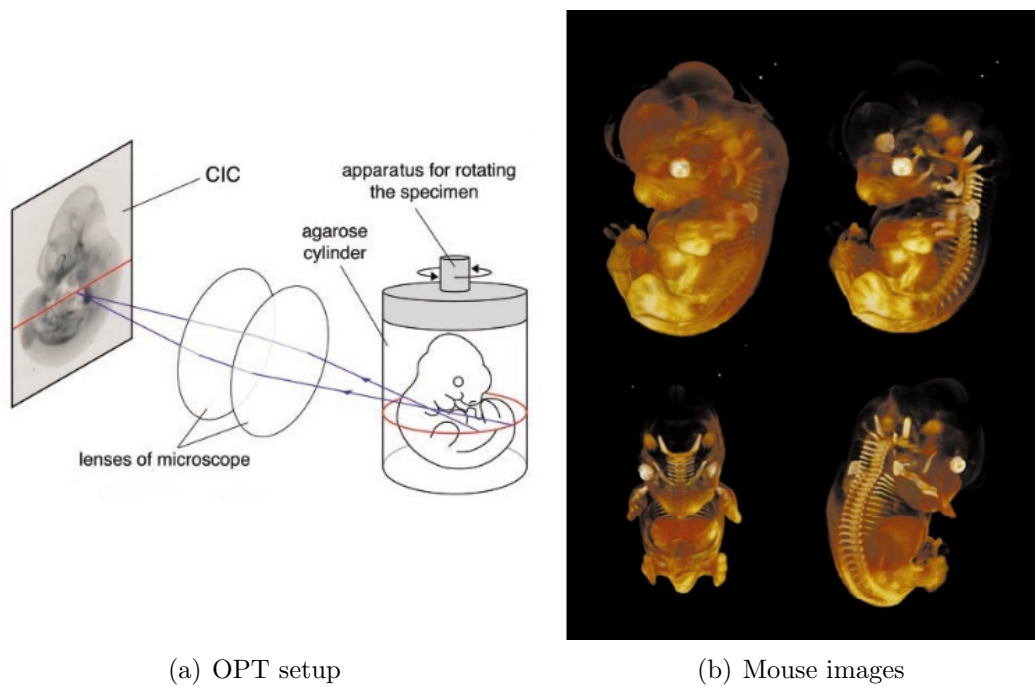 CIC
apparatus for rotating
the specimen
agarose
cylinder
lenses of microscope
(a) OPT setup
(b) Mouse images